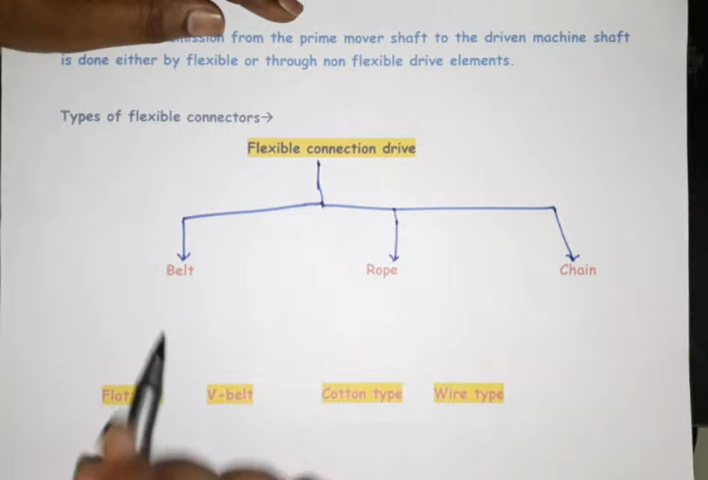 from the prime mover shaft to the driven machine shaft
is done either by flexible or through non flexible drive elements.
Types of flexible connectors→
Flexible connection drive
Belt Rope Chain
Flat V-belt Cotton type Wire type